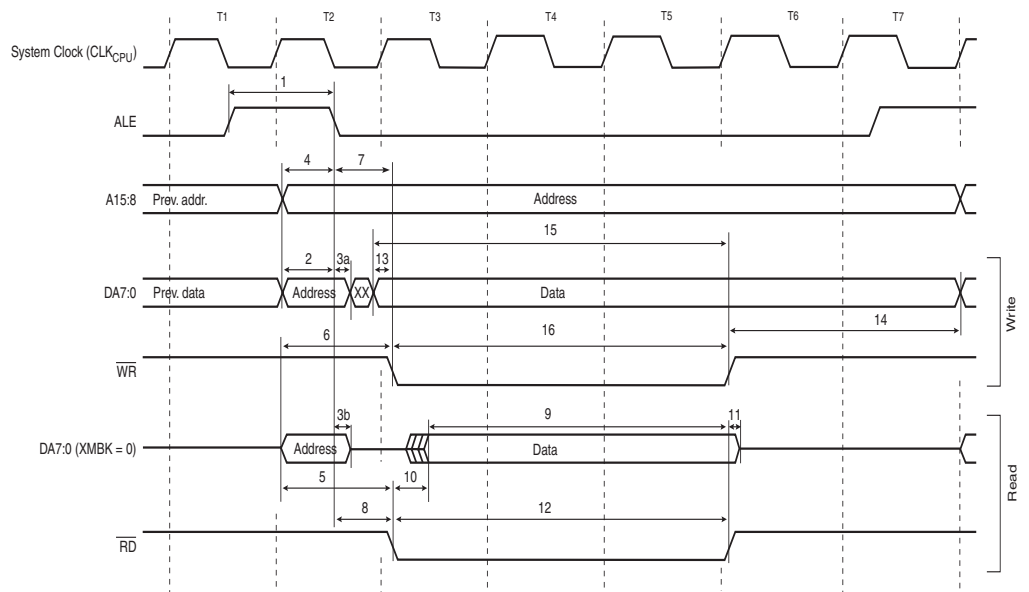 T1 T2 T3 T4 T5 T6 T7
System Clock (CLKCPU)
1
ALE
4 7
A15:8 Prev. addr. Address
15
2 3a 13
DA7:0 Prev. data Address XX Data
14
6 16
WR
Write
3b 9 11
DA7:0 (XMBK = 0) Address Data
5 10
8 12
RD
Read